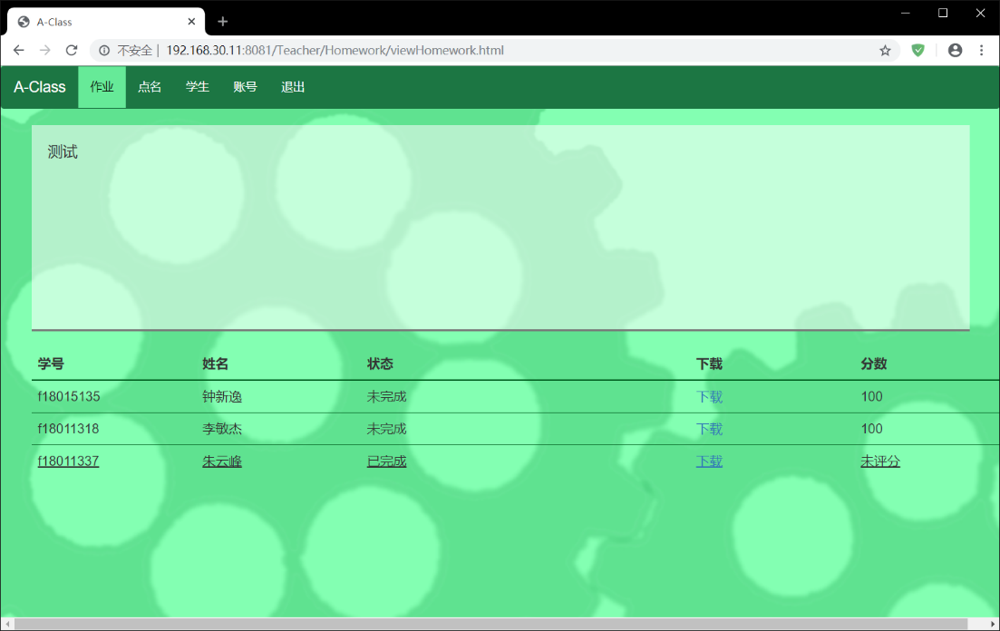 A-Class
不安全 | 192.168.30.11:8081/Teacher/Homework/viewHomework.html
A-Class 作业 点名 学生 账号 退出
测试
学号 姓名 状态 下载 分数
f18015135 钟新逸 未完成 下载 100
f18011318 李敏杰 未完成 下载 100
f18011337 朱云峰 已完成 下载 未评分